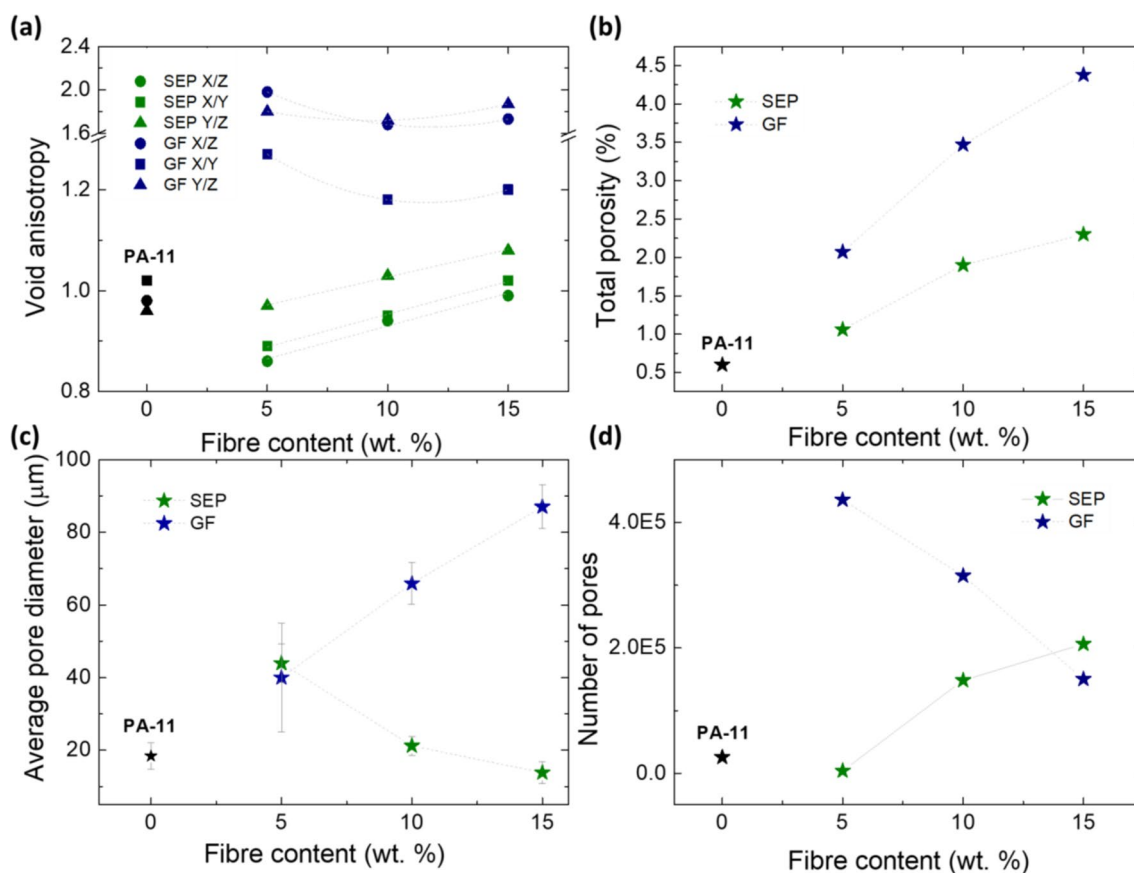 (a)
2.4
2.0
1.6
1.2
1.0
0.8
Void anisotropy
SEP X/Z
SEP X/Y
SEP Y/Z
GF X/Z
GF X/Y
GF Y/Z
PA-11
0 5 10 15
Fibre content (wt. %)
(b)
4.5
4.0
3.5
3.0
2.5
2.0
1.5
1.0
0.5
Total porosity (%)
SEP
GF
PA-11
0 5 10 15
Fibre content (wt. %)
(c)
100
80
60
40
20
Average pore diameter (μm)
SEP
GF
PA-11
0 5 10 15
Fibre content (wt. %)
(d)
4.0E5
2.0E5
0.0
Number of pores
SEP
GF
PA-11
0 5 10 15
Fibre content (wt. %)